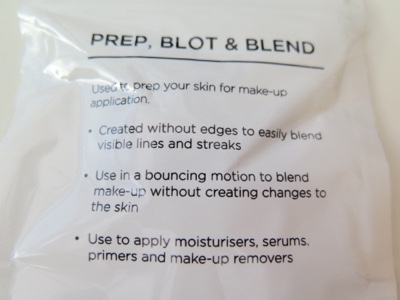 PREP, BLOT & BLEND
Used to prep your skin for make-up
application.
• Created without edges to easily blend
visible lines and streaks
• Use in a bouncing motion to blend
make-up without creating changes to
the skin
• Use to apply moisturisers, serums,
primers and make-up removers